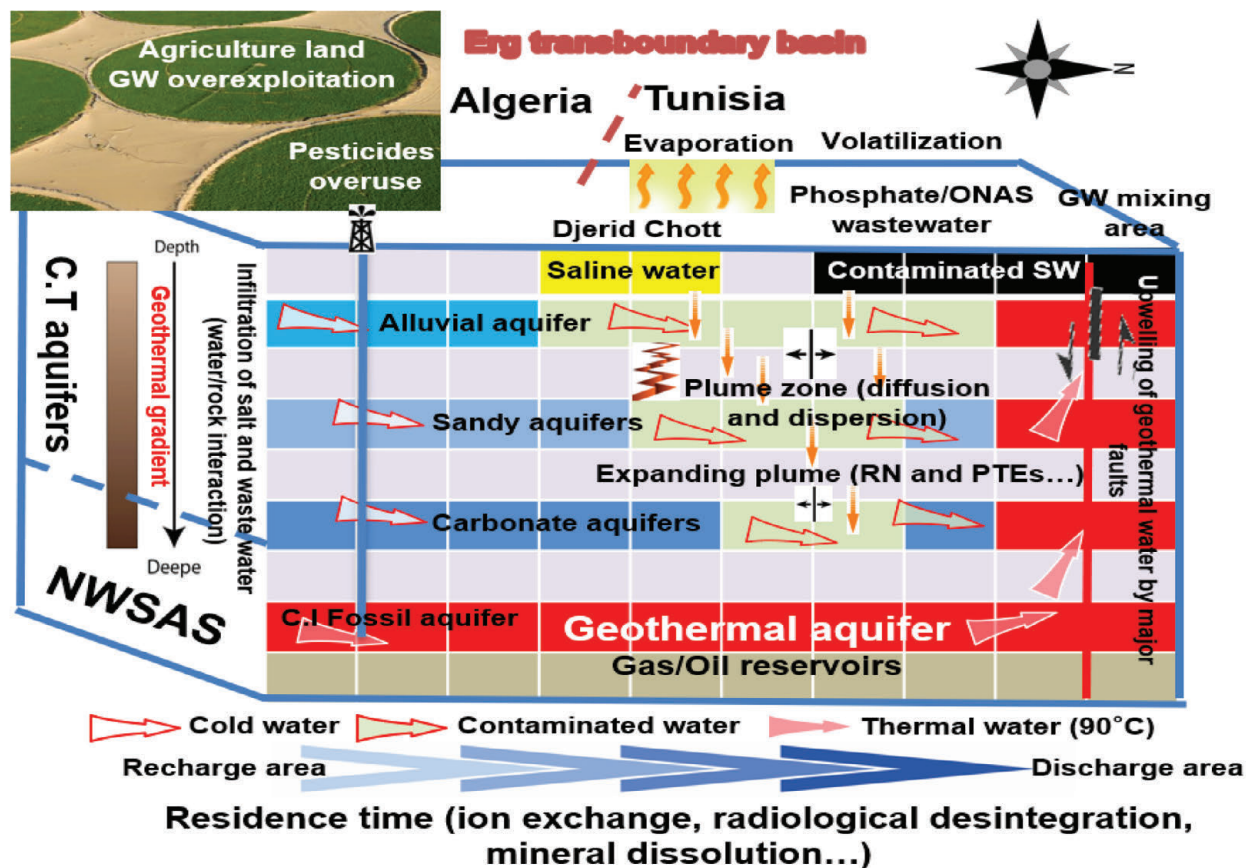 Erg transboundary basin
Agriculture land
GW overexploitation
Pesticides
overuse
Algeria
Tunisia
N
Evaporation
Volatilization
Djerid Chott
Phosphate/ONAS
wastewater
GW mixing
area
C.T aquifers
NWSAS
Depth
Geothermal gradient
Deepe
Infiltration of salt and waste water
(water/rock interaction)
Saline water
Contaminated SW
Alluvial aquifer
Plume zone (diffusion
and dispersion)
Sandy aquifers
Expanding plume (RN and PTEs...)
Carbonate aquifers
C.I Fossil aquifer
Geothermal aquifer
Gas/Oil reservoirs
Upwelling of geothermal water by major
faults
Cold water
Contaminated water
Thermal water (90°C)
Recharge area
Discharge area
Residence time (ion exchange, radiological desintegration,
mineral dissolution...)